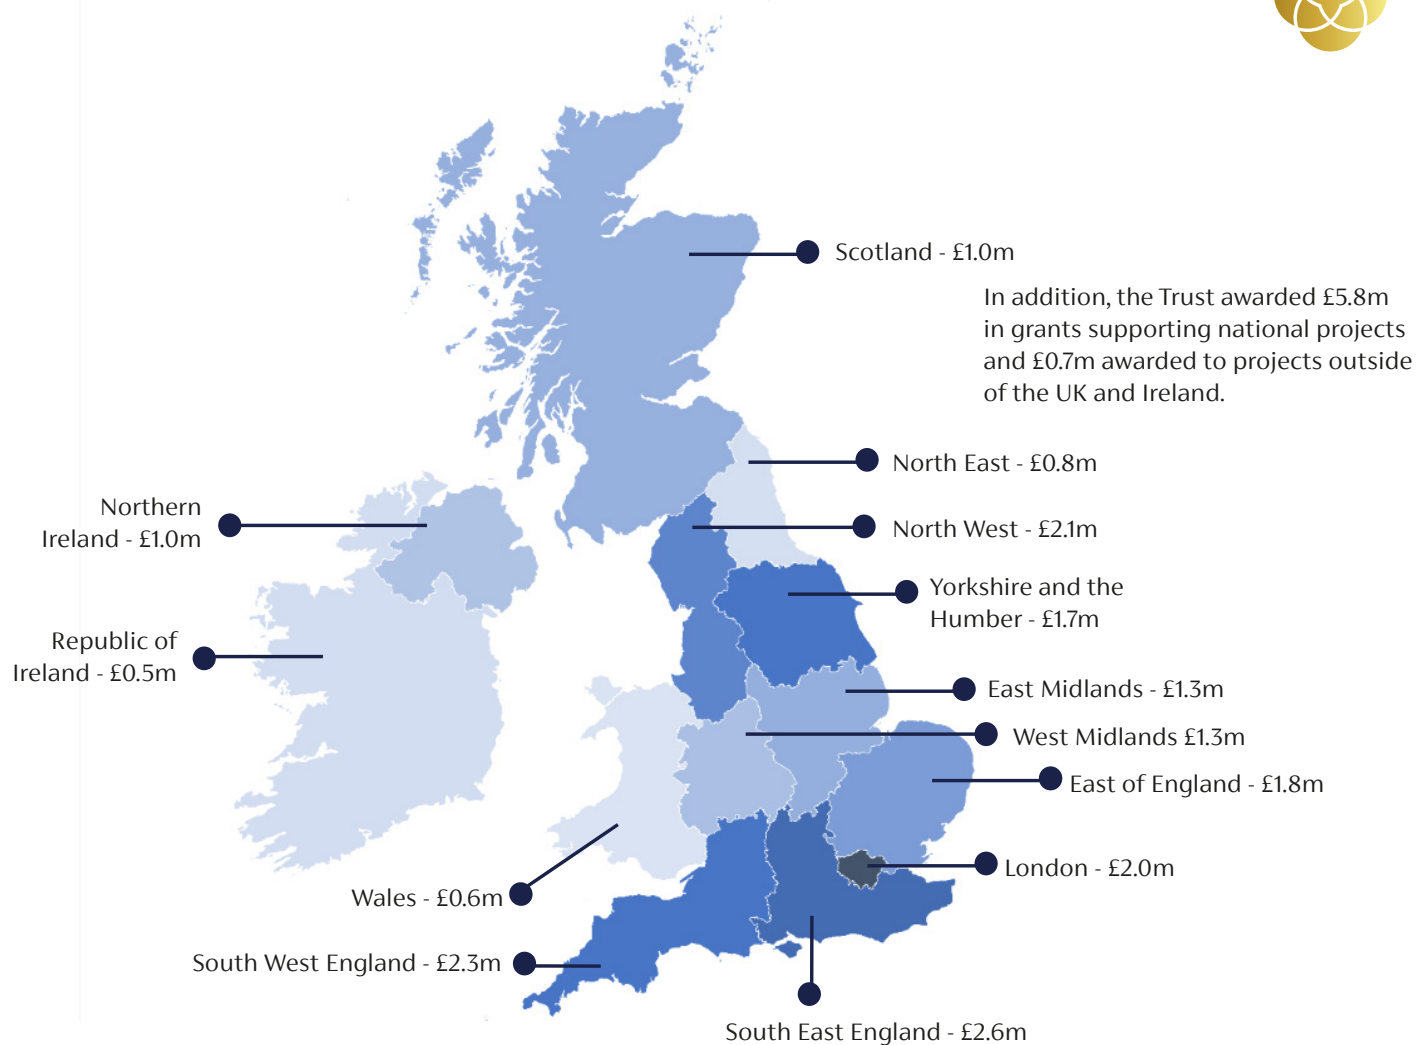 Scotland - £1.0m
In addition, the Trust awarded £5.8m
in grants supporting national projects
and £0.7m awarded to projects outside
of the UK and Ireland.
North East - £0.8m
Northern
Ireland - £1.0m
North West - £2.1m
Yorkshire and the
Humber - £1.7m
Republic of
Ireland - £0.5m
East Midlands - £1.3m
West Midlands £1.3m
East of England - £1.8m
London - £2.0m
Wales - £0.6m
South West England - £2.3m
South East England - £2.6m